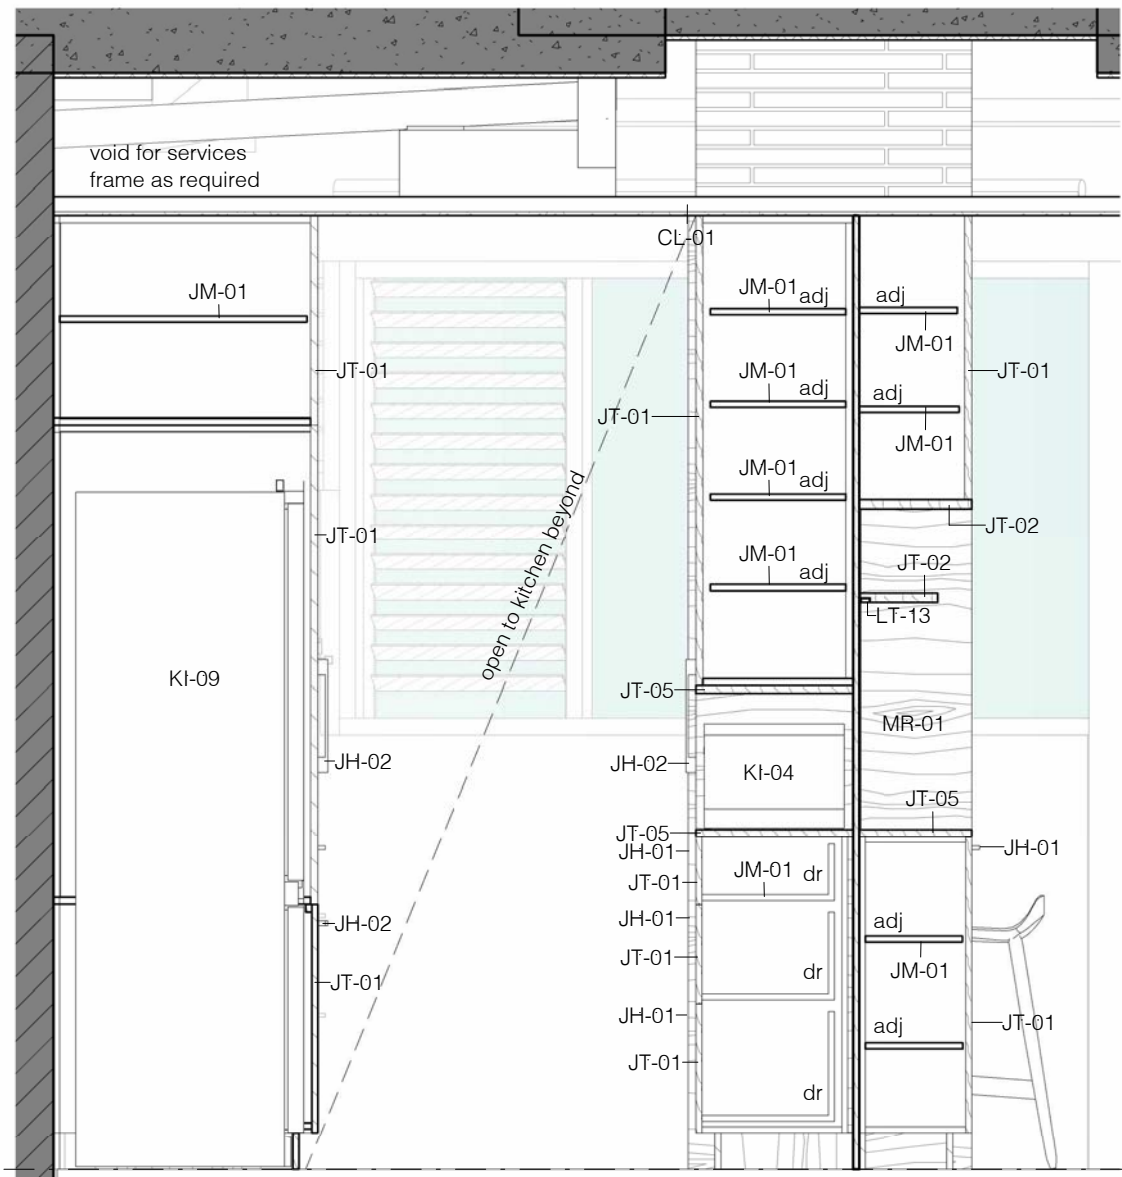 void for services
frame as required
CL-01
JM-01
JM-01 adj
adj
JM-01
JT-01
JT-01
JM-01 adj
adj
JT-01
JM-01
JM-01 adj
JT-01
JT-02
open to kitchen beyond
JM-01 adj
JT-02
LT-13
KI-09
JT-05
MR-01
JH-02
JH-02
KI-04
JT-05
JT-05
JH-01
JH-01
JM-01 dr
JT-01
JH-02
JH-01
adj
JT-01
dr
JM-01
JT-01
JH-01
adj
JT-01
JT-01
dr